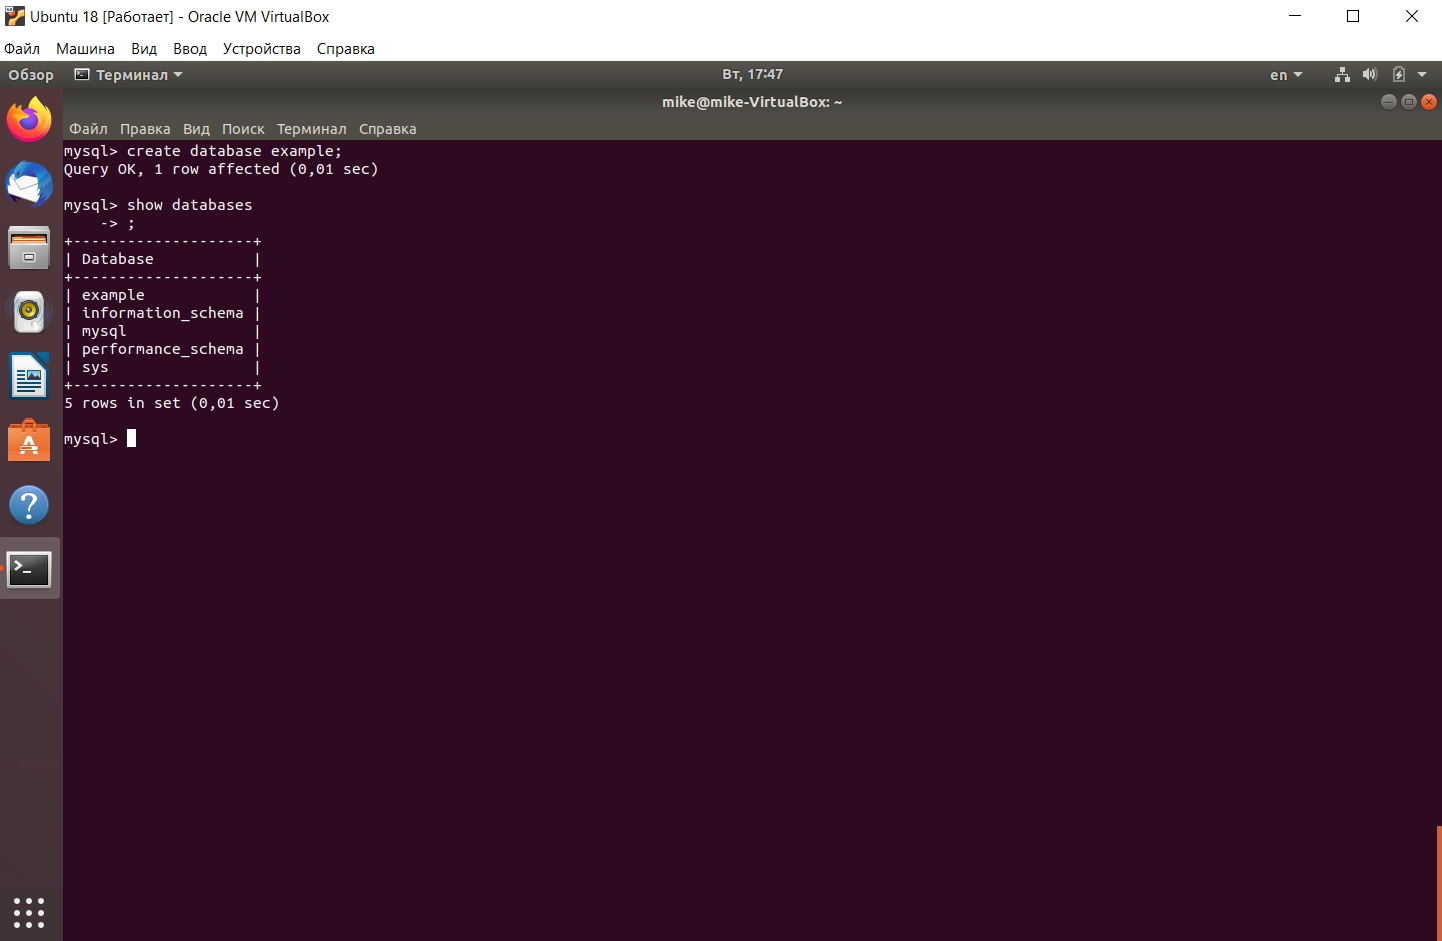 Ubuntu 18 [Работает] - Oracle VM VirtualBox
Файл Машина Вид Ввод Устройства Справка
Обзор Терминал Вт, 17:47 en
mike@mike-VirtualBox: ~
Файл Правка Вид Поиск Терминал Справка
mysql> create database example;
Query OK, 1 row affected (0,01 sec)
mysql> show databases
    -> ;
+--------------------+
| Database           |
+--------------------+
| example            |
| information_schema |
| mysql              |
| performance_schema |
| sys                |
+--------------------+
5 rows in set (0,01 sec)
mysql>